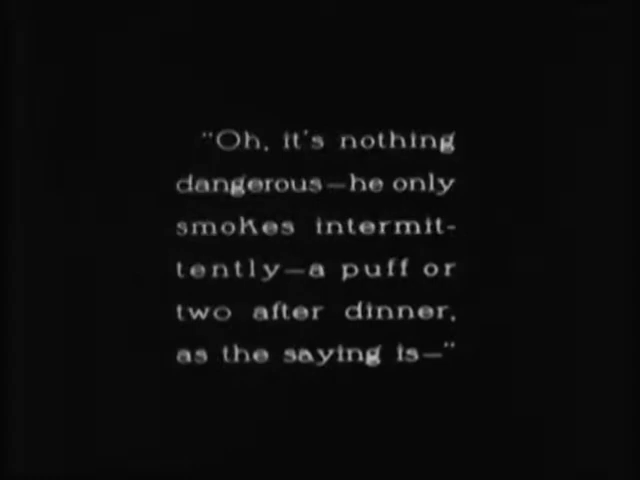 "Oh, it's nothing
dangerous—he only
smokes intermit-
tently—a puff or
two after dinner,
as the saying is—"